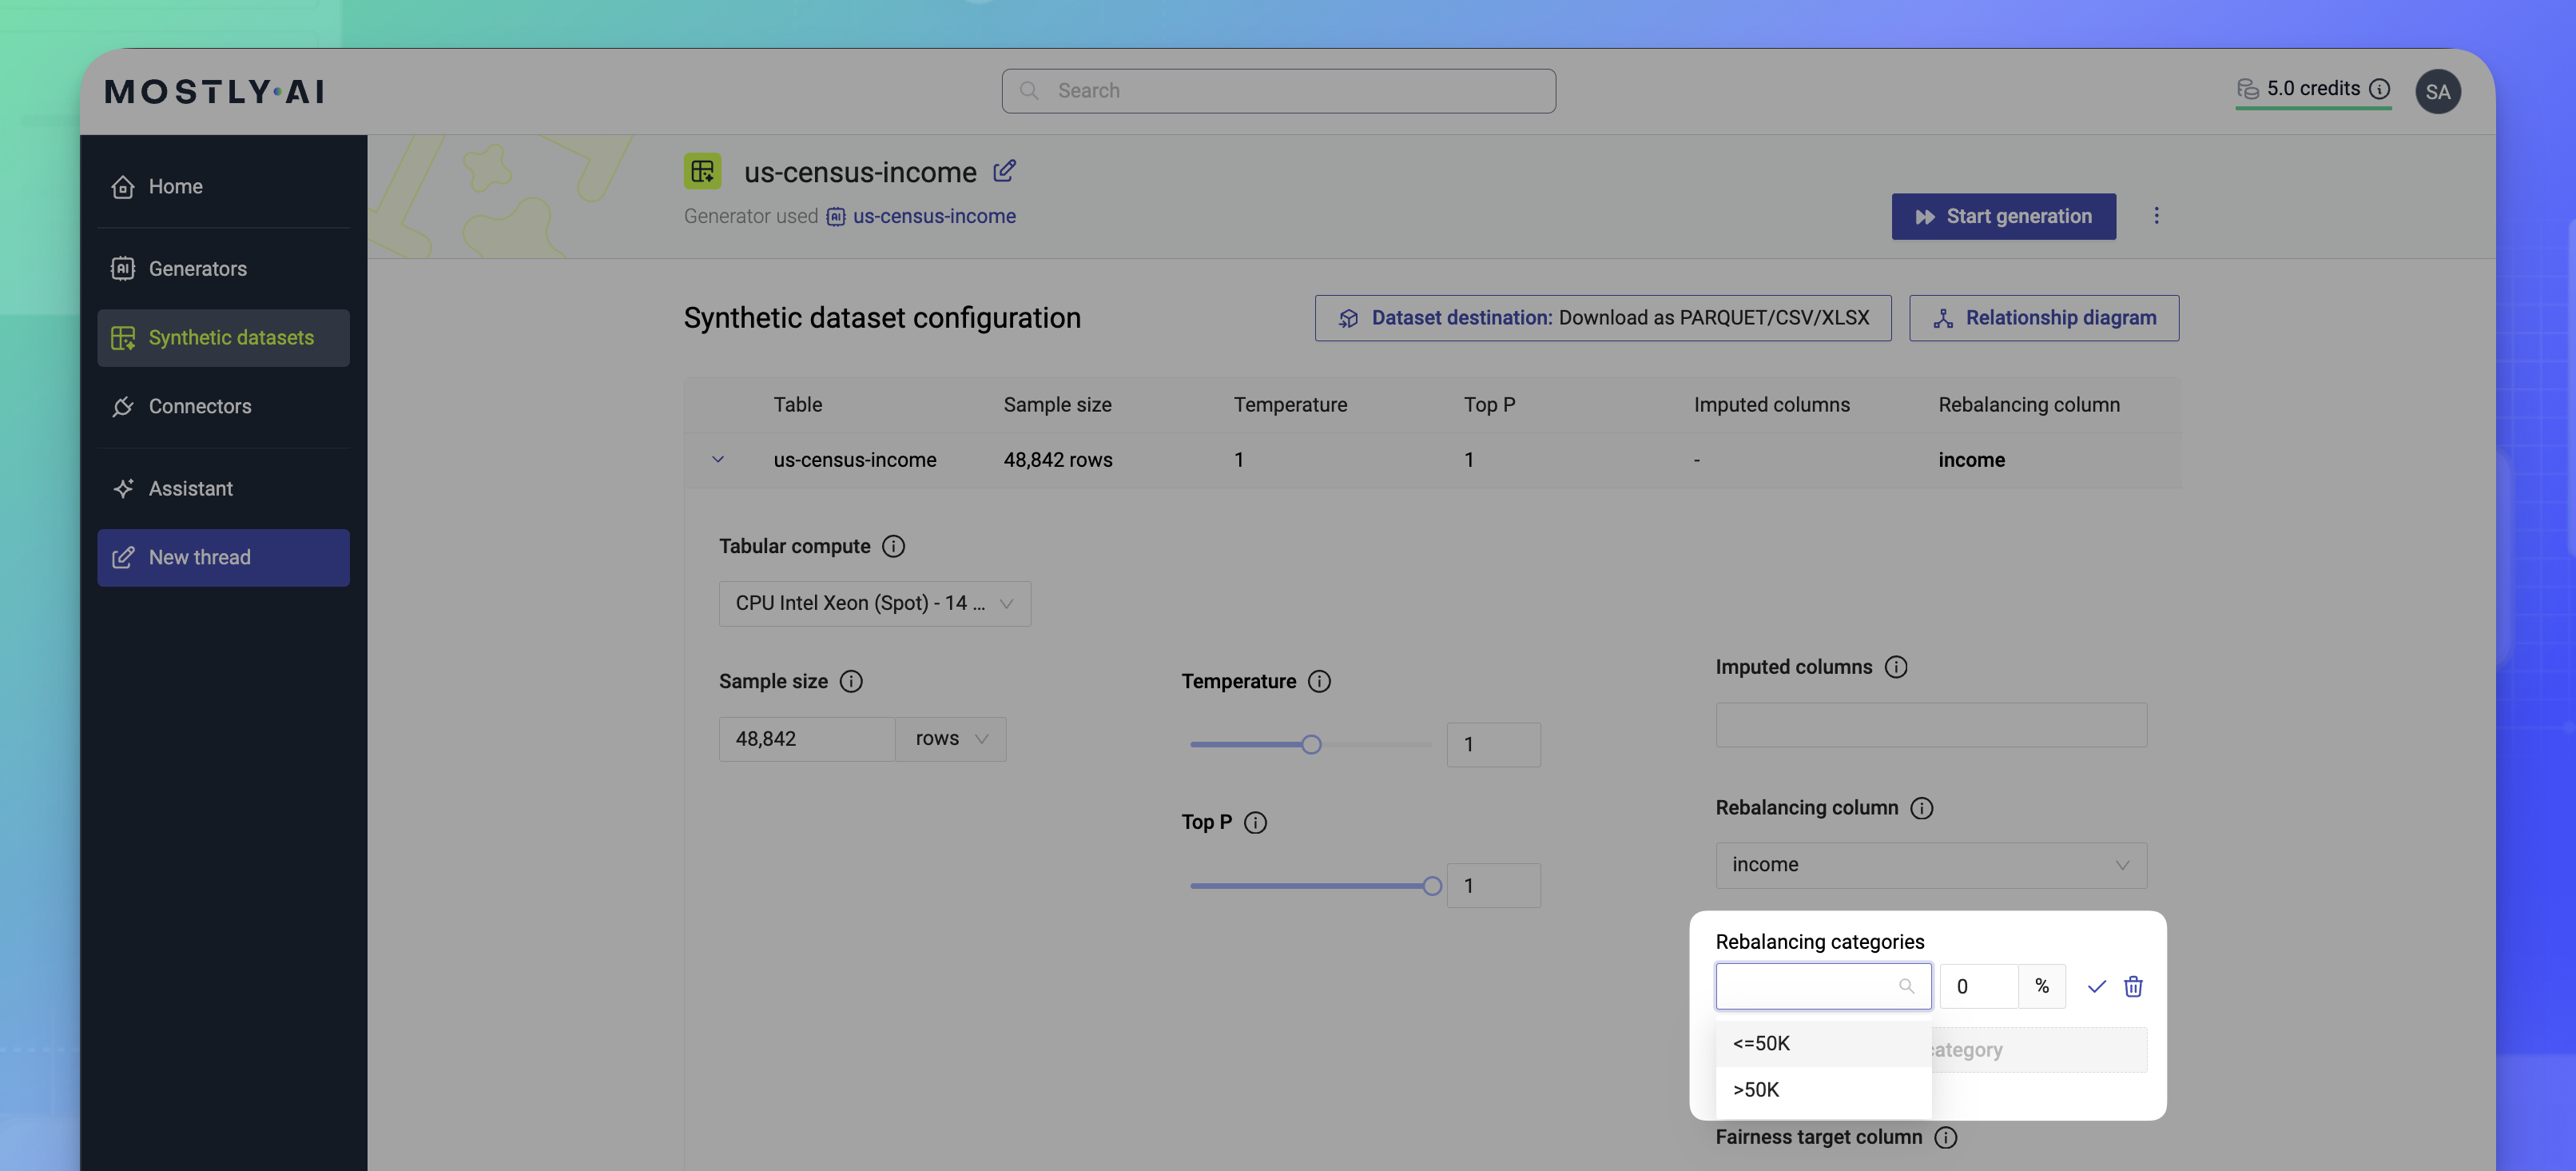 MOSTLY AI
Search
5.0 credits
SA
Home
Generators
Synthetic datasets
Connectors
Assistant
New thread
us-census-income
Generator used us-census-income
Start generation
Synthetic dataset configuration
Dataset destination: Download as PARQUET/CSV/XLSX
Relationship diagram
Table Sample size Temperature Top P Imputed columns Rebalancing column
us-census-income 48,842 rows 1 1 - income
Tabular compute
CPU Intel Xeon (Spot) - 14 ...
Sample size
48,842 rows
Temperature
1
Top P
1
Imputed columns
Rebalancing column
income
Rebalancing categories
0 %
<=50K
>50K
category
Fairness target column